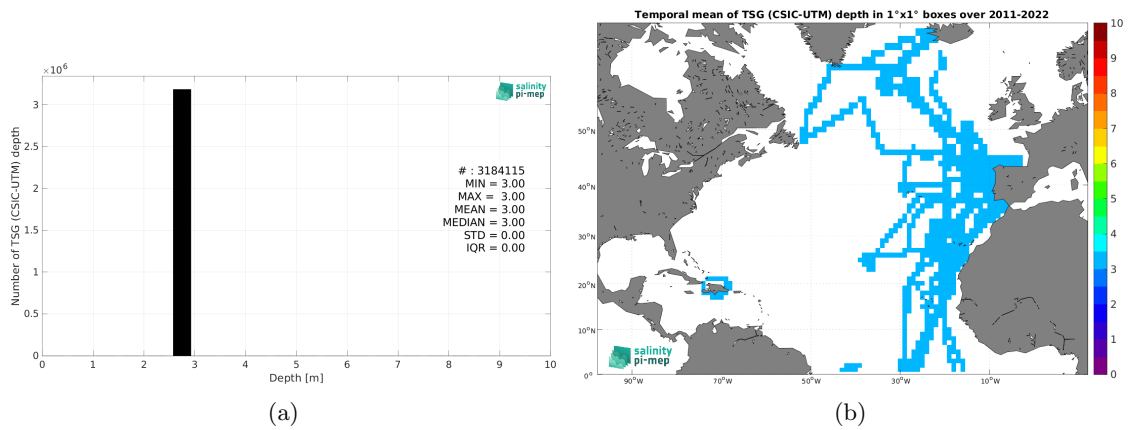 ×10⁶
3
2.5
2
1.5
1
0.5
0
0 1 2 3 4 5 6 7 8 9 10
Number of TSG (CSIC-UTM) depth
Depth [m]
salinity
pi-mep
# : 3184115
MIN = 3.00
MAX = 3.00
MEAN = 3.00
MEDIAN = 3.00
STD = 0.00
IQR = 0.00
(a)
Temporal mean of TSG (CSIC-UTM) depth in 1°x1° boxes over 2011-2022
50°N
40°N
30°N
20°N
10°N
0°
90°W 70°W 50°W 30°W 10°W
salinity
pi-mep
10
9
8
7
6
5
4
3
2
1
0
(b)